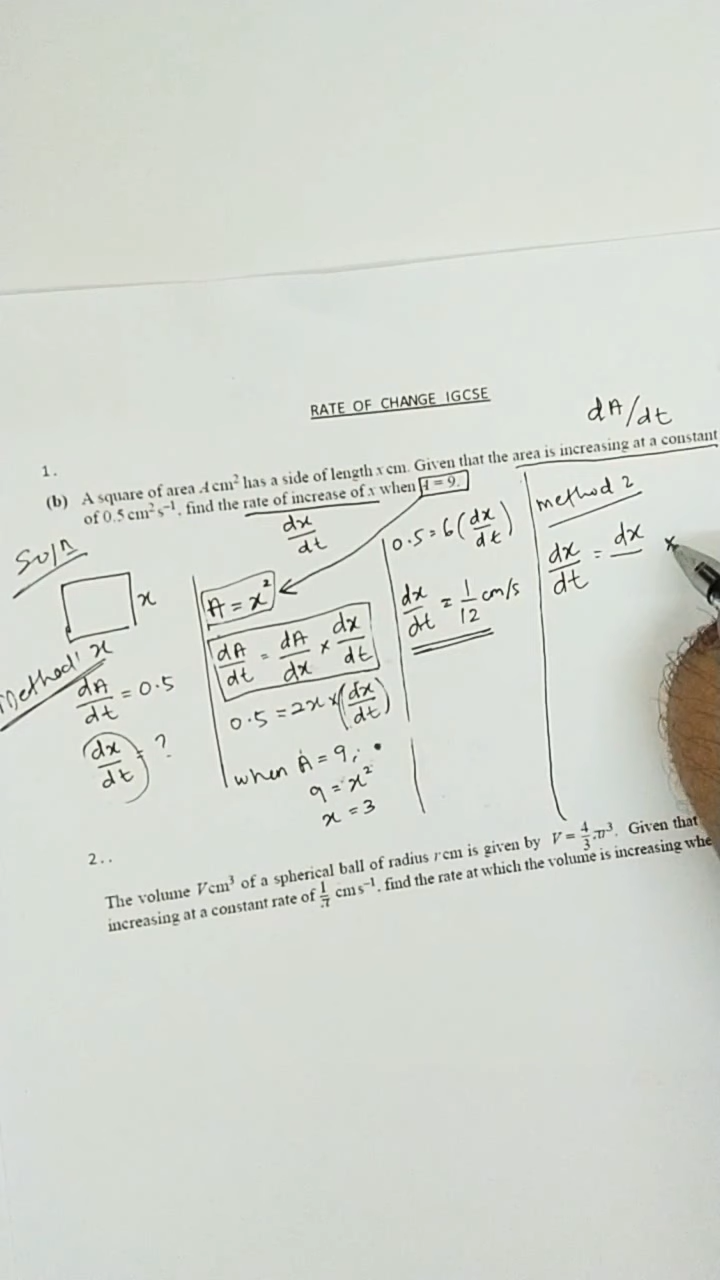 RATE OF CHANGE IGCSE
dA/dt
1.
(b) A square of area A cm² has a side of length x cm. Given that the area is increasing at a constant
of 0.5 cm² s⁻¹, find the rate of increase of x when A = 9.
dx/dt
Soln
x
x
Method 1
dA/dt = 0.5
dx/dt = ?
A = x²
dA/dt = dA/dx × dx/dt
0.5 = 2x × (dx/dt)
when A = 9,
9 = x²
x = 3
0.5 = 6 (dx/dt)
dx/dt = 1/12 cm/s
method 2
dx/dt = dx ×
2..
The volume V cm³ of a spherical ball of radius r cm is given by V = 4/3 πr³. Given that
increasing at a constant rate of 1/π cm s⁻¹, find the rate at which the volume is increasing whe